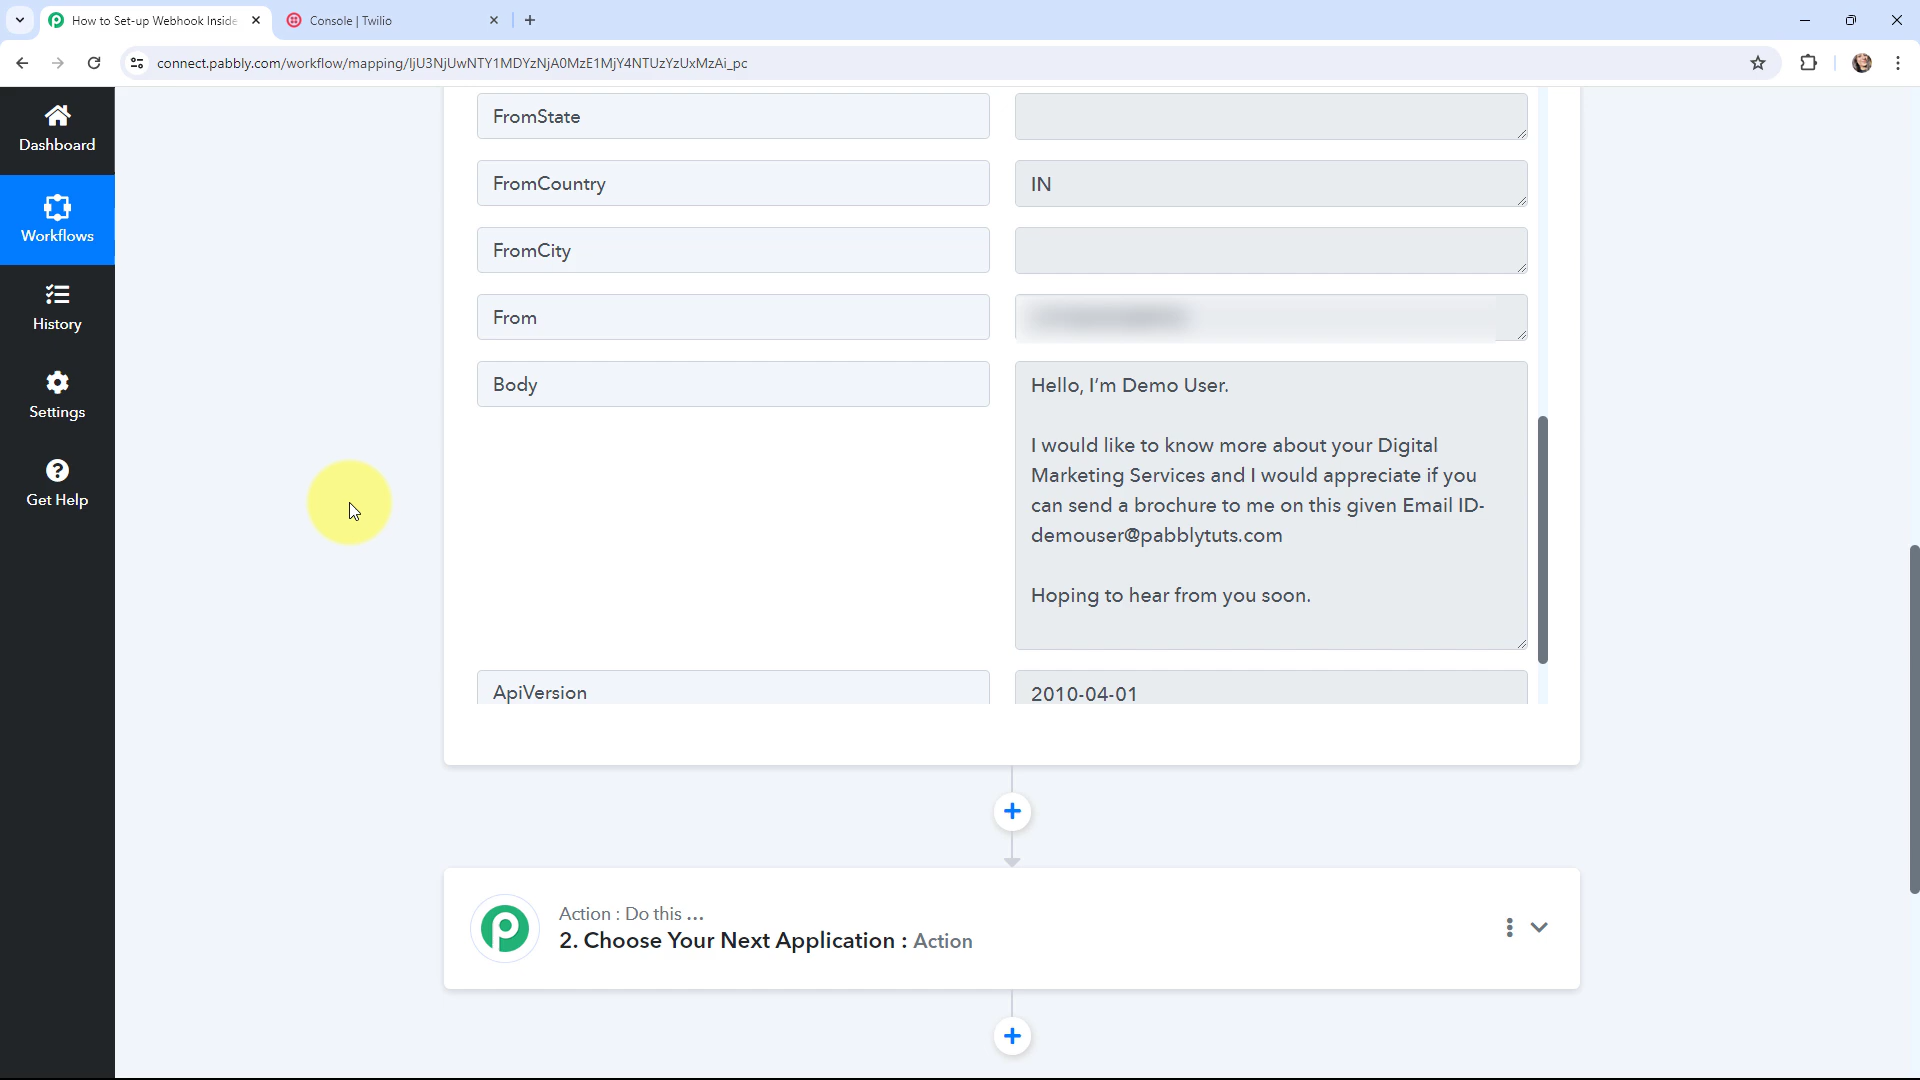 How to Set-up Webhook Inside
Console | Twilio
connect.pabbly.com/workflow/mapping/IjU3NjUwNTY1MDYzNjA0MzE1MjY4NTUzYzUxMzAi_pc
Dashboard
Workflows
History
Settings
Get Help
FromState
FromCountry
IN
FromCity
From
Body
Hello, I’m Demo User.
I would like to know more about your Digital
Marketing Services and I would appreciate if you
can send a brochure to me on this given Email ID-
demouser@pabblytuts.com
Hoping to hear from you soon.
ApiVersion
2010-04-01
Action : Do this ...
2. Choose Your Next Application : Action